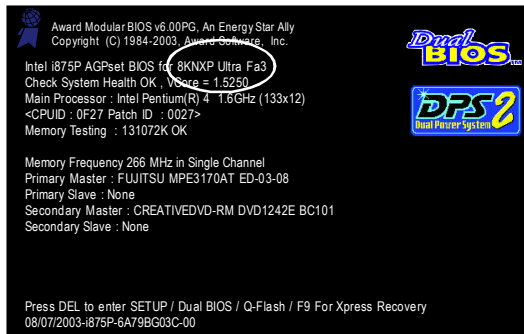 Award Modular BIOS v6.00PG, An Energy Star Ally
Copyright (C) 1984-2003, Award Software, Inc.
Dual
BIOS TM
Intel i875P AGPset BIOS for 8KNXP Ultra Fa3
Check System Health OK , VCore = 1.5250
Main Processor : Intel Pentium(R) 4 1.6GHz (133x12)
<CPUID : 0F27 Patch ID : 0027>
Memory Testing : 131072K OK
DPS2
Dual Power System
Memory Frequency 266 MHz in Single Channel
Primary Master : FUJITSU MPE3170AT ED-03-08
Primary Slave : None
Secondary Master : CREATIVEDVD-RM DVD1242E BC101
Secondary Slave : None
Press DEL to enter SETUP / Dual BIOS / Q-Flash / F9 For Xpress Recovery
08/07/2003-i875P-6A79BG03C-00